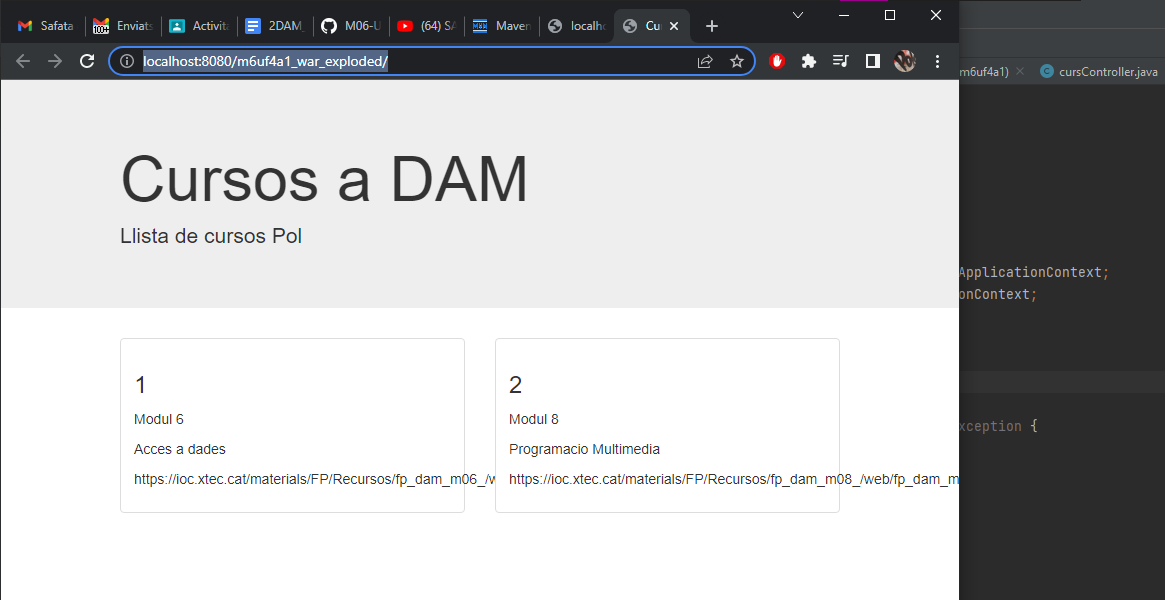 Safata
Enviats
Activita
2DAM_
M06-U
(64) SA
Maven
localho
Cu
localhost:8080/m6uf4a1_war_exploded/
m6uf4a1)
cursController.java
Cursos a DAM
Llista de cursos Pol
ApplicationContext;
onContext;
1
Modul 6
Acces a dades
https://ioc.xtec.cat/materials/FP/Recursos/fp_dam_m06_/w
2
Modul 8
Programacio Multimedia
https://ioc.xtec.cat/materials/FP/Recursos/fp_dam_m08_/web/fp_dam_m
xception {